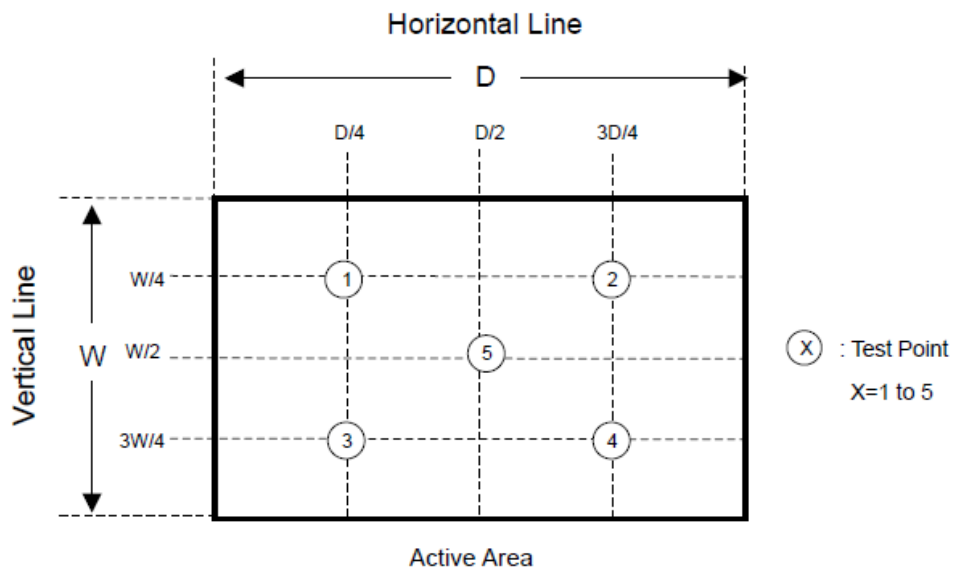 Horizontal Line
D
D/4 D/2 3D/4
W/4 1 2
Vertical Line
W
W/2 5
X : Test Point
X=1 to 5
3W/4 3 4
Active Area